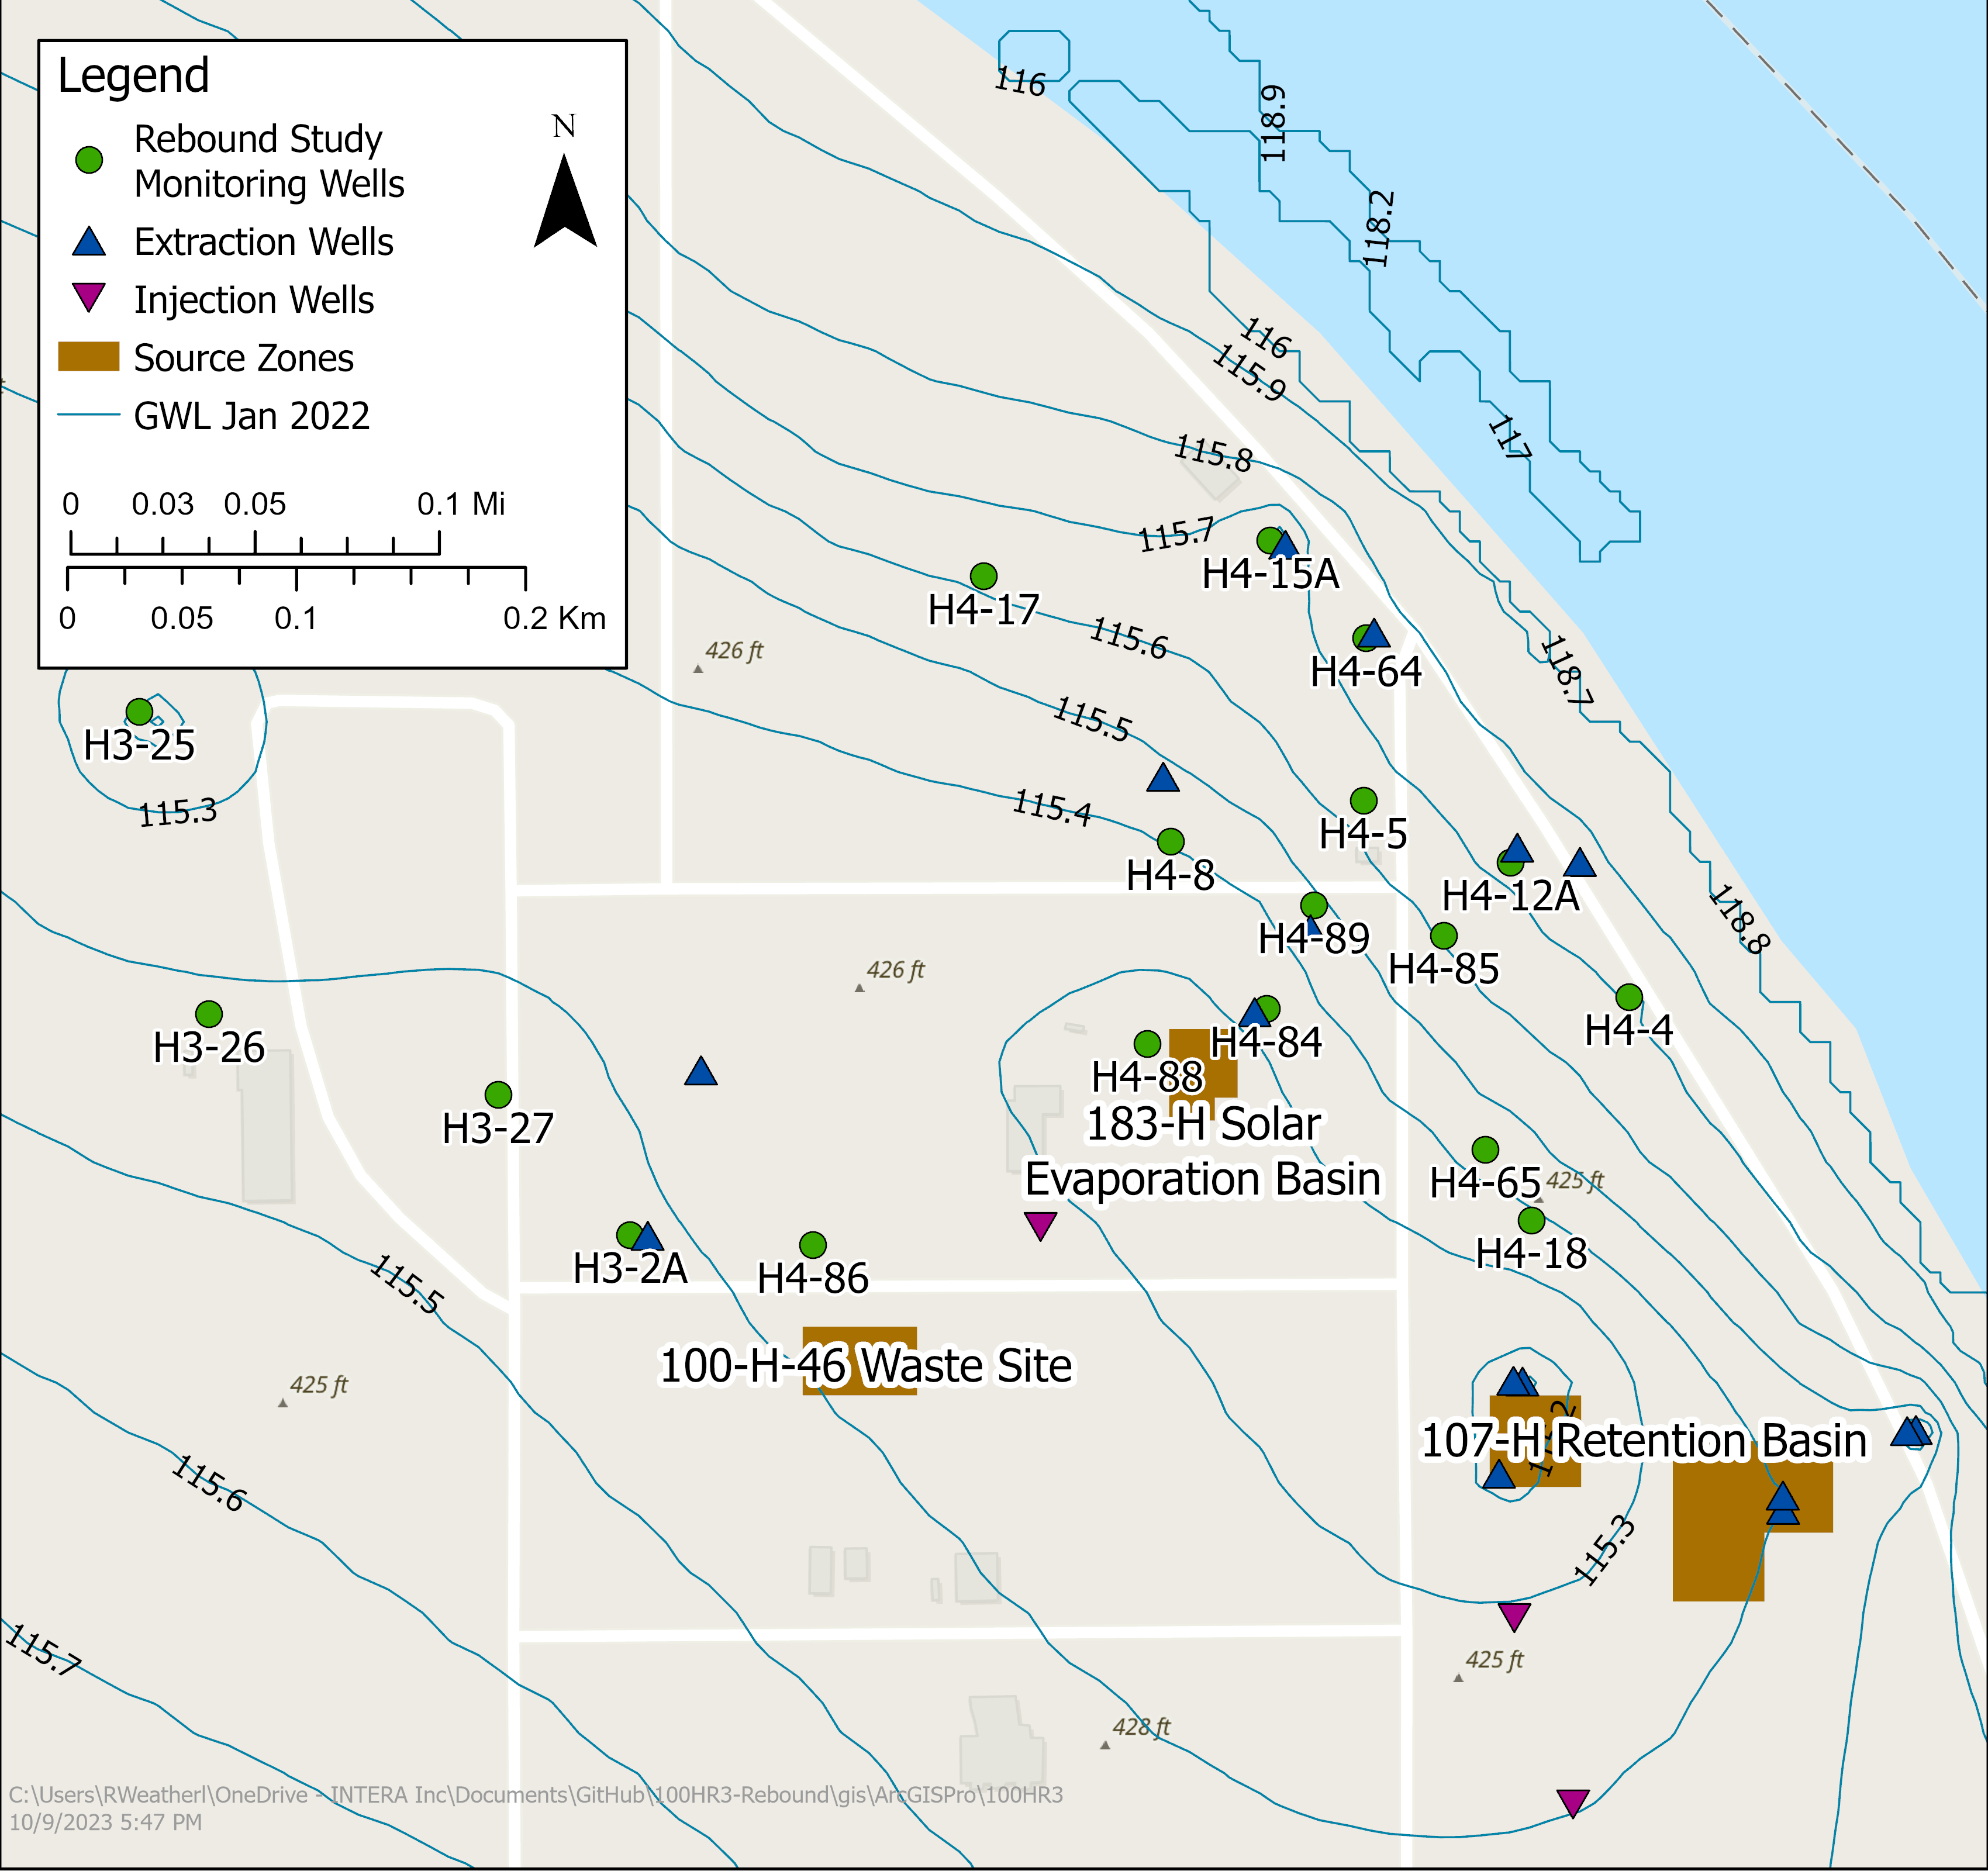 Legend
Rebound Study
Monitoring Wells
Extraction Wells
Injection Wells
Source Zones
GWL Jan 2022
N
0 0.03 0.05 0.1 Mi
0 0.05 0.1 0.2 Km
116
118.9
118.2
116
115.9
117
115.8
115.7
H4-15A
H4-17
115.6
H4-64
118.7
426 ft
H3-25
115.3
115.5
115.4
H4-5
H4-8
H4-12A
118.8
H4-89
H4-85
426 ft
H4-4
H3-26
H4-84
H4-88
H3-27
183-H Solar
Evaporation Basin
H4-65
425 ft
H4-18
H3-2A
H4-86
115.5
100-H-46 Waste Site
425 ft
107-H Retention Basin
115.6
115.3
115.7
425 ft
428 ft
C:\Users\RWeatherl\OneDrive - INTERA Inc\Documents\GitHub\100HR3-Rebound\gis\ArcGISPro\100HR3
10/9/2023 5:47 PM